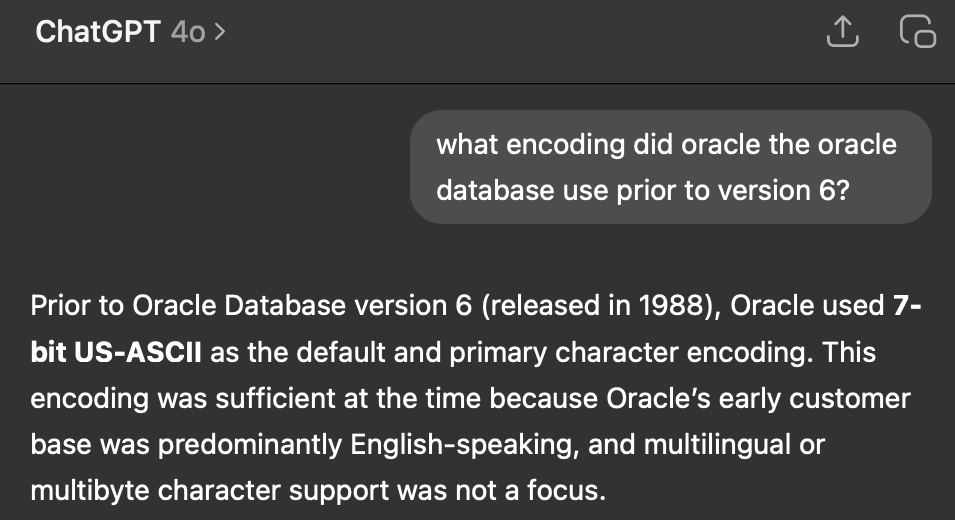 ChatGPT 4o >
what encoding did oracle the oracle
database use prior to version 6?
Prior to Oracle Database version 6 (released in 1988), Oracle used 7-
bit US-ASCII as the default and primary character encoding. This
encoding was sufficient at the time because Oracle’s early customer
base was predominantly English-speaking, and multilingual or
multibyte character support was not a focus.